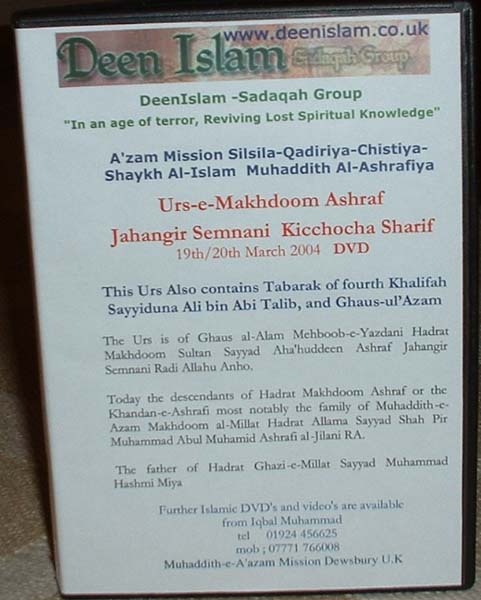 www.deenislam.co.uk
Deen Islam Sadaqah Group
DeenIslam -Sadaqah Group
"In an age of terror, Reviving Lost Spiritual Knowledge"
A'zam Mission Silsila-Qadiriya-Chistiya-
Shaykh Al-Islam Muhaddith Al-Ashrafiya
Urs-e-Makhdoom Ashraf
Jahangir Semnani Kicchocha Sharif
19th/20th March 2004 DVD
This Urs Also contains Tabarak of fourth Khalifah
Sayyiduna Ali bin Abi Talib, and Ghaus-ul'Azam
The Urs is of Ghaus al-Alam Mehboob-e-Yazdani Hadrat
Makhdoom Sultan Sayyad Aha'huddeen Ashraf Jahangir
Semnani Radi Allahu Anho.
Today the descendants of Hadrat Makhdoom Ashraf or the
Khandan-e-Ashrafi most notably the family of Muhaddith-e-
Azam Makhdoom al-Millat Hadrat Allama Sayyad Shah Pir
Muhammad Abul Muhamid Ashrafi al-Jilani RA.
The father of Hadrat Ghazi-e-Millat Sayyad Muhammad
Hashmi Miya
Further Islamic DVD's and video's are available
from Iqbal Muhammad
tel 01924 456625
mob ; 07771 766008
Muhaddith-e-A'azam Mission Dewsbury U.K